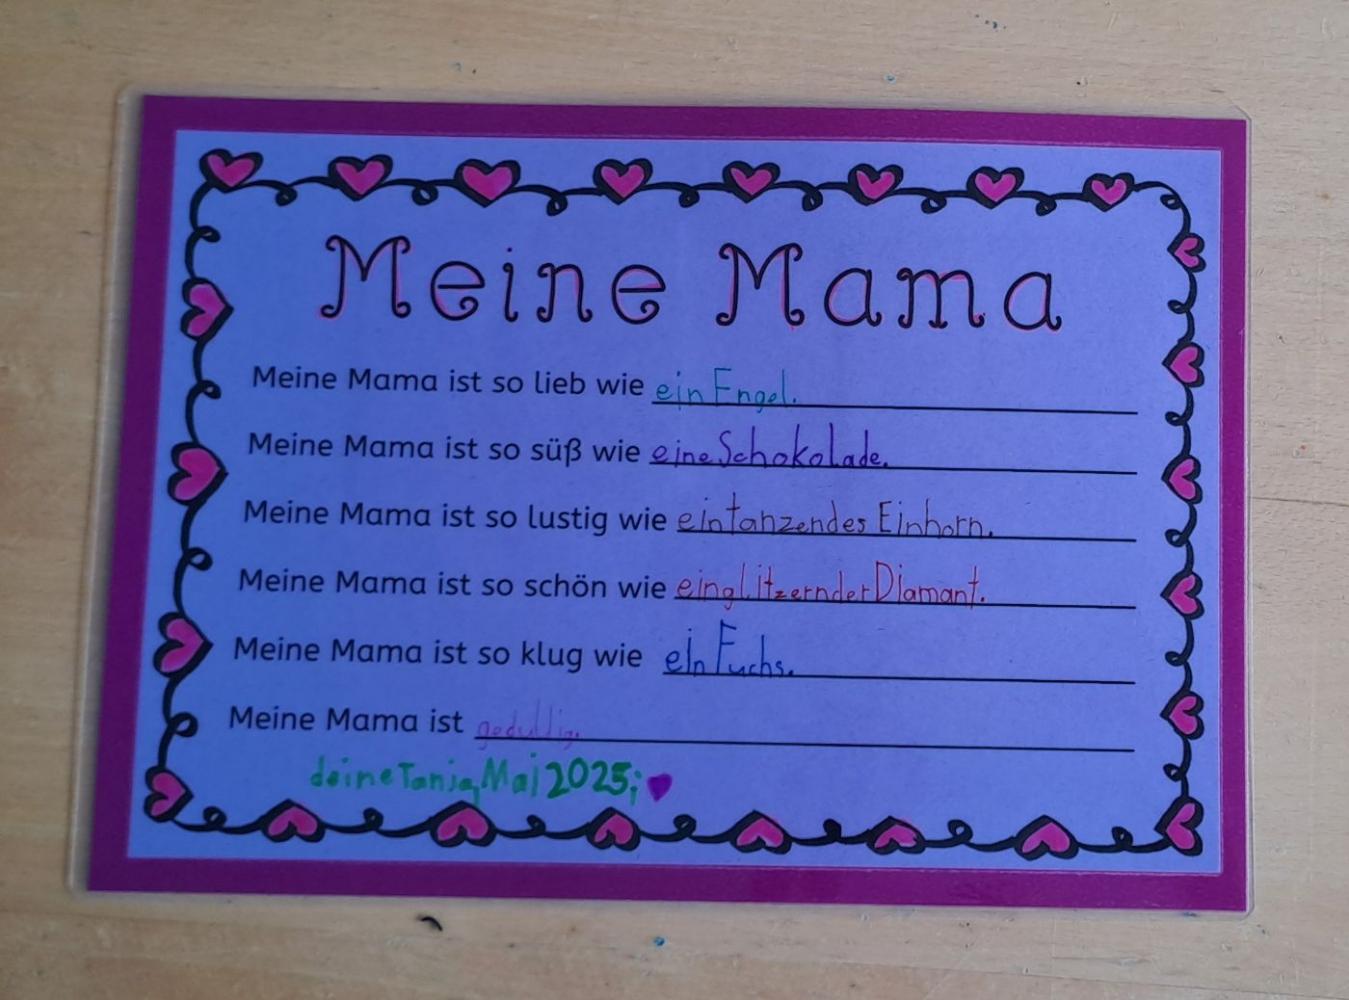 Meine Mama
Meine Mama ist so lieb wie ein Engel.
Meine Mama ist so süß wie eine Schokolade.
Meine Mama ist so lustig wie ein tanzendes Einhorn.
Meine Mama ist so schön wie ein glitzernder Diamant.
Meine Mama ist so klug wie ein Fuchs.
Meine Mama ist geduldig.
deine Tanja, Mai 2025; ♥